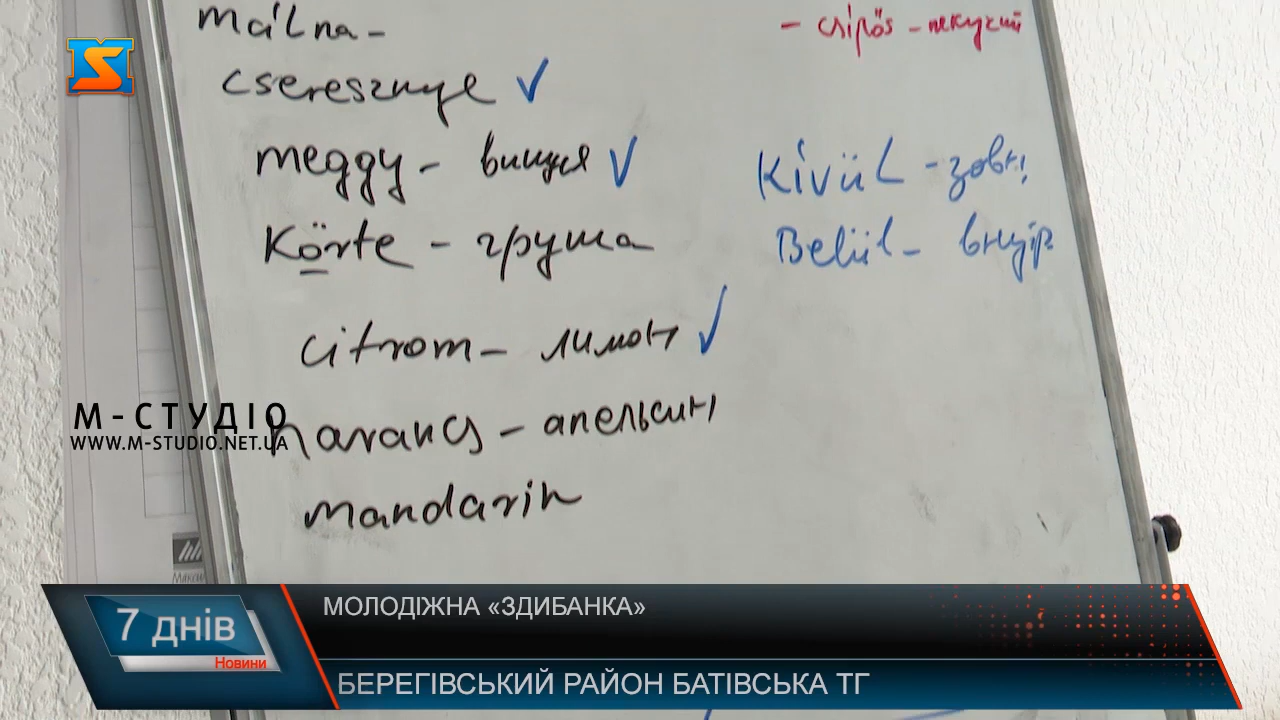 málna -
- csípős - пекучий
cseresznye ✓
meggy - вишня ✓
Kívül - зовні
Körte - груша
Belül - внутр
citrom - лимон ✓
М-СТУДІО
WWW.M-STUDIO.NET.UA
narancs - апельсин
mandarin
7 днів
Новини
МОЛОДІЖНА «ЗДИБАНКА»
БЕРЕГІВСЬКИЙ РАЙОН БАТІВСЬКА ТГ